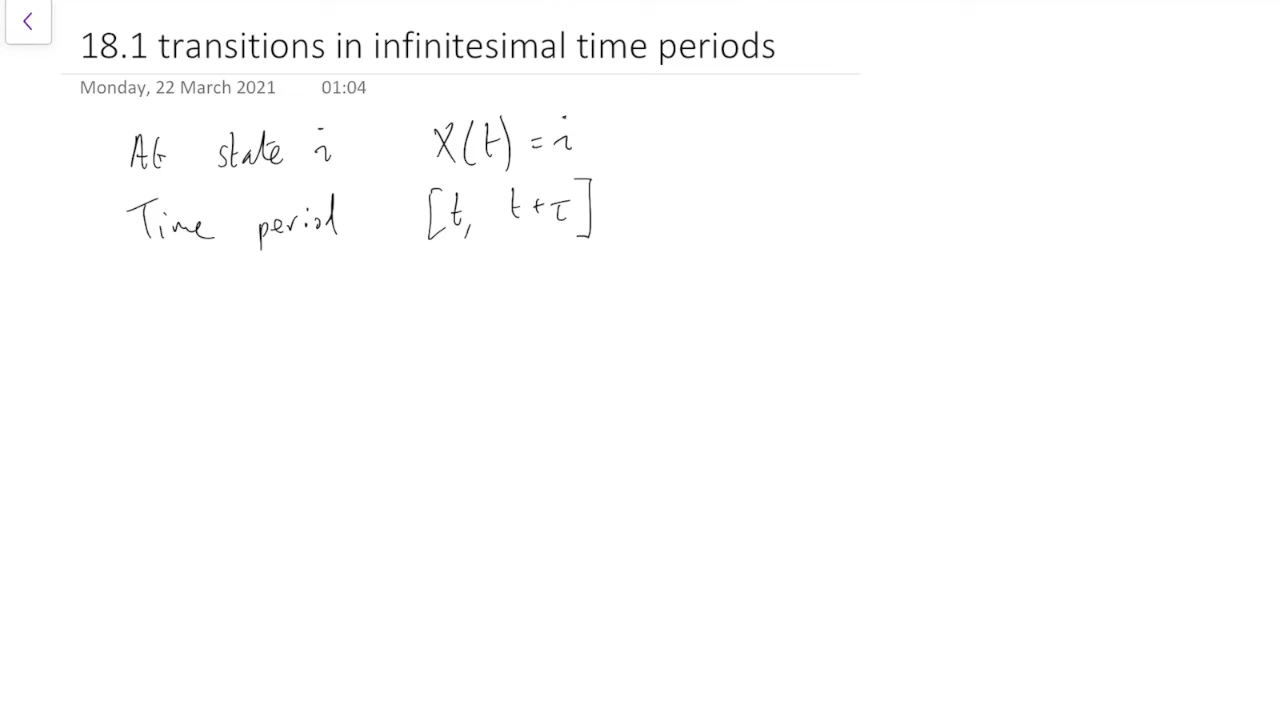 18.1 transitions in infinitesimal time periods
Monday, 22 March 2021 01:04
At state i X(t) = i
Time period [t, t+τ]